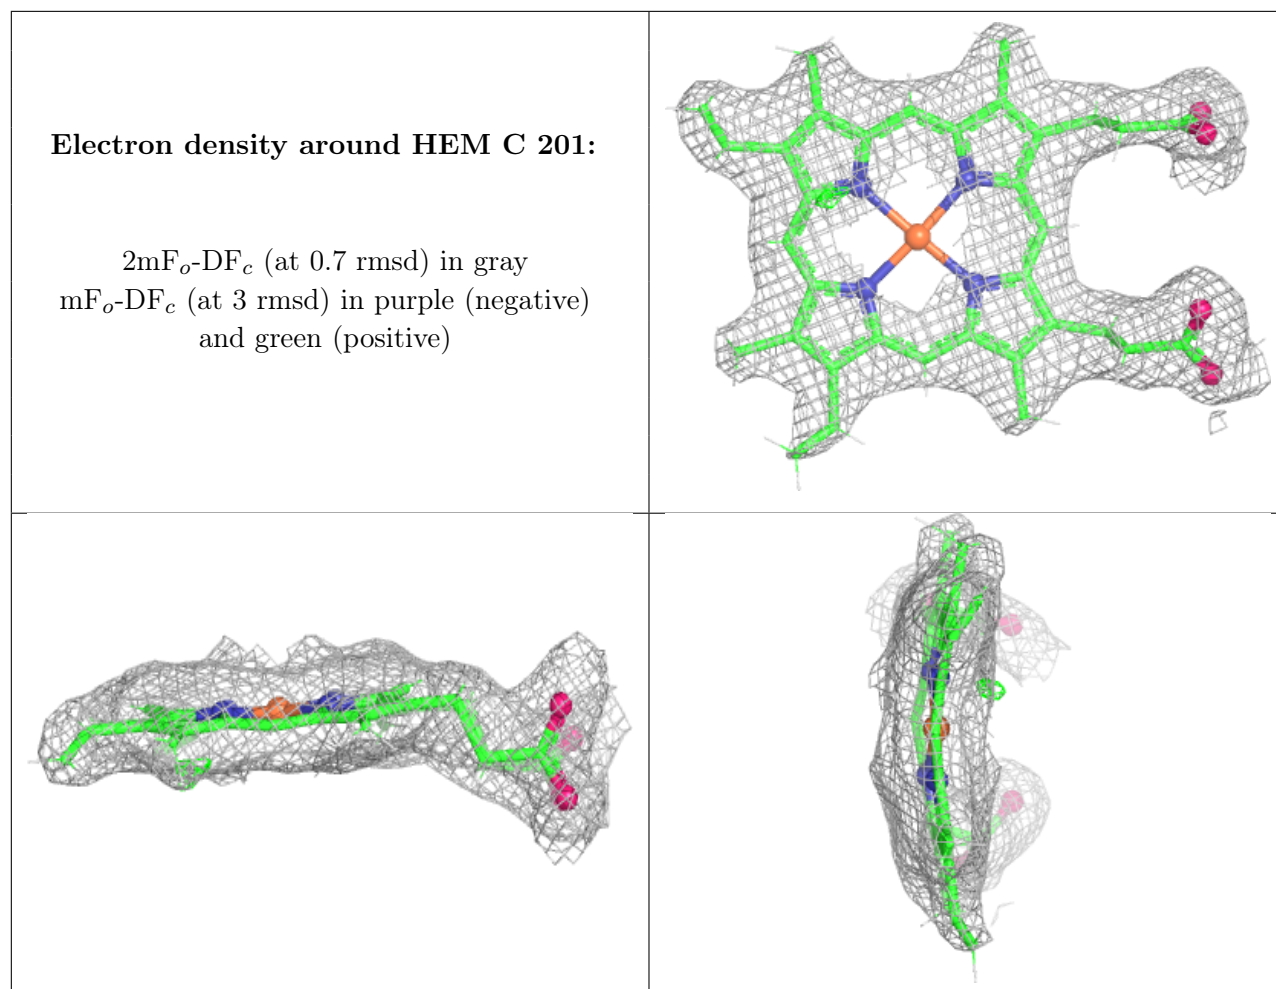 Electron density around HEM C 201:
2mFₒ-DF𝒸 (at 0.7 rmsd) in gray
mFₒ-DF𝒸 (at 3 rmsd) in purple (negative)
and green (positive)